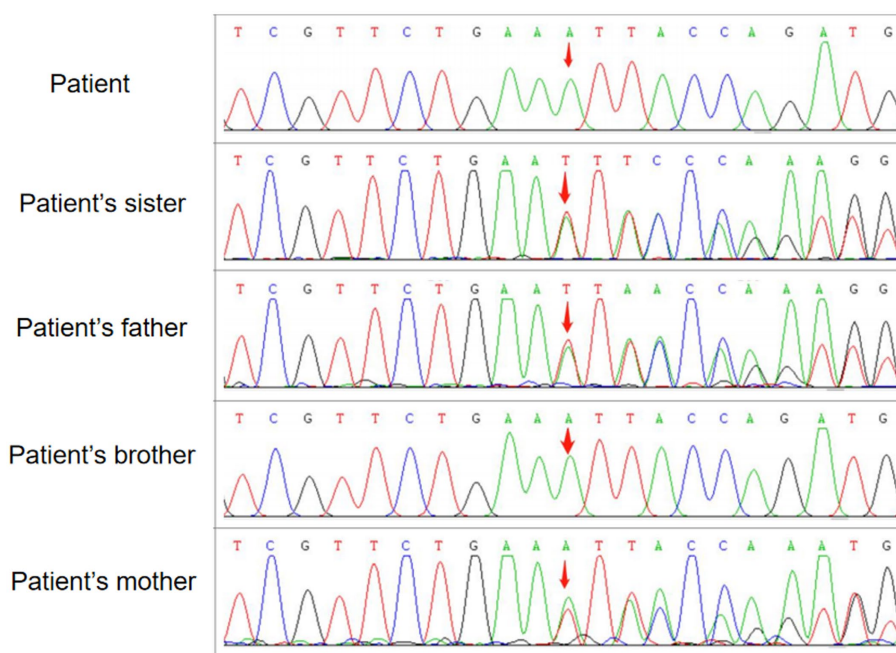 T C G T T C T G A A A T T A C C A G A T G
Patient
T C G T T C T G A A T T T C C C A A A G G
Patient's sister
T C G T T C T G A A T T A A C C A A A G G
Patient's father
T C G T T C T G A A A T T A C C A G A T G
Patient's brother
T C G T T C T G A A A T T A C C A A A T G
Patient's mother